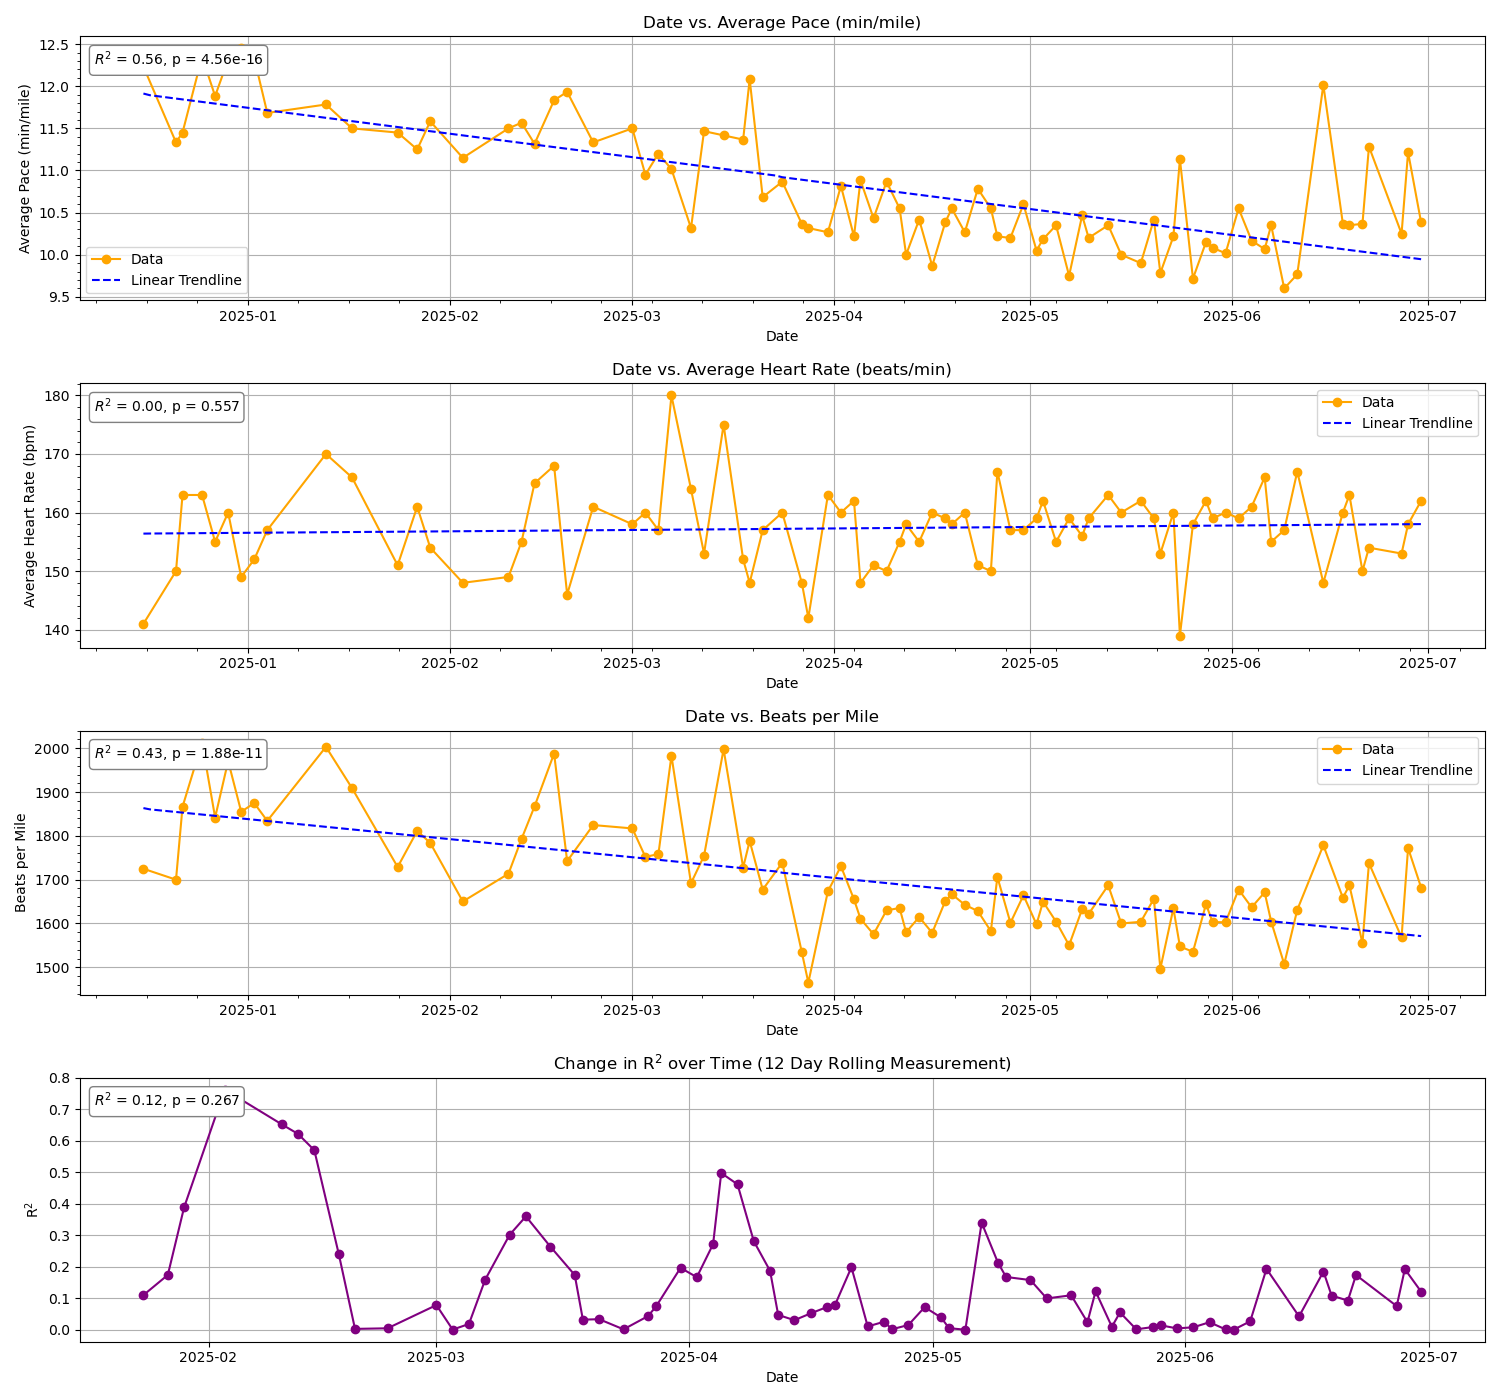 Date vs. Average Pace (min/mile)
R² = 0.56, p = 4.56e-16
12.5
12.0
11.5
11.0
10.5
10.0
9.5
Average Pace (min/mile)
Data
Linear Trendline
2025-01 2025-02 2025-03 2025-04 2025-05 2025-06 2025-07
Date
Date vs. Average Heart Rate (beats/min)
R² = 0.00, p = 0.557
Data
Linear Trendline
180
170
160
150
140
Average Heart Rate (bpm)
2025-01 2025-02 2025-03 2025-04 2025-05 2025-06 2025-07
Date
Date vs. Beats per Mile
R² = 0.43, p = 1.88e-11
Data
Linear Trendline
2000
1900
1800
1700
1600
1500
Beats per Mile
2025-01 2025-02 2025-03 2025-04 2025-05 2025-06 2025-07
Date
Change in R² over Time (12 Day Rolling Measurement)
R² = 0.12, p = 0.267
0.8
0.7
0.6
0.5
0.4
0.3
0.2
0.1
0.0
R²
2025-02 2025-03 2025-04 2025-05 2025-06 2025-07
Date